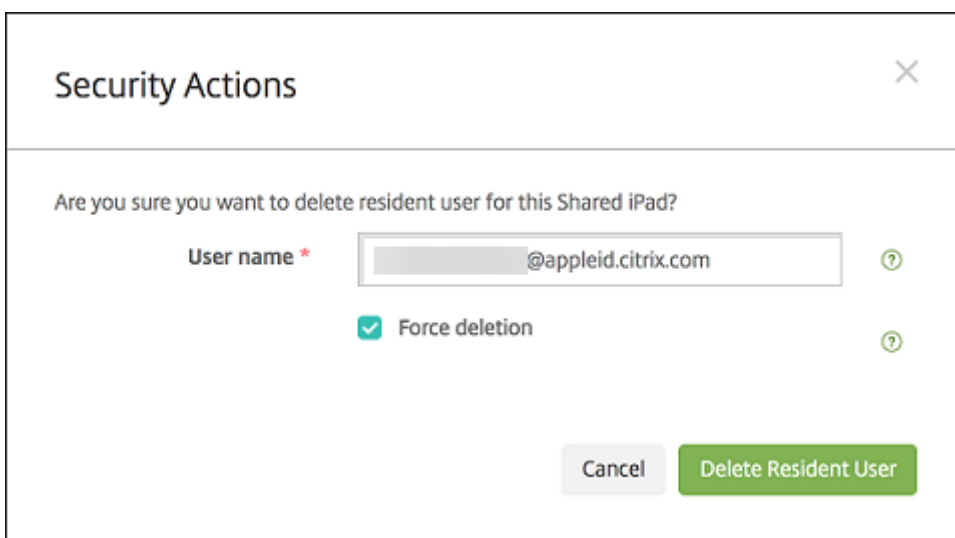 Security Actions
Are you sure you want to delete resident user for this Shared iPad?
User name * @appleid.citrix.com
Force deletion
Cancel Delete Resident User